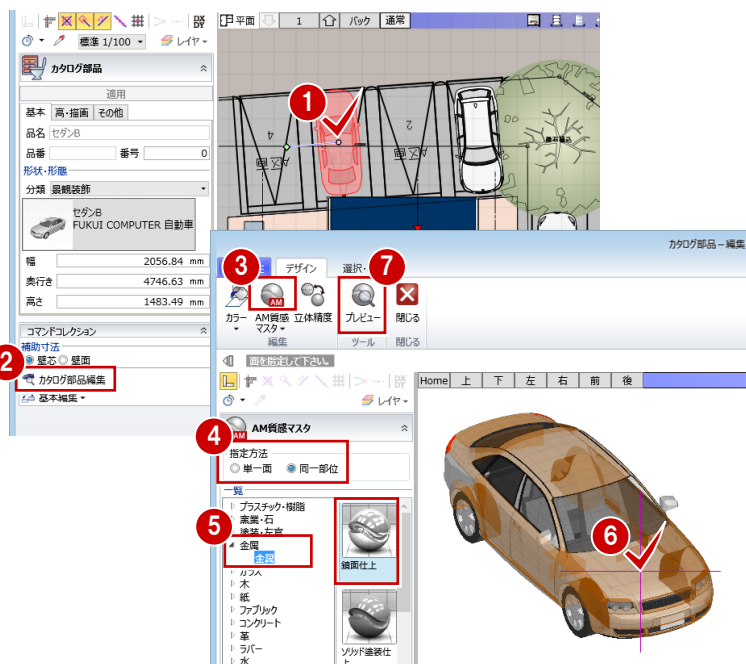 標準 1/100
レイヤ
平面 1 バック 通常
カタログ部品
適用
基本 高・描画 その他
品名 セダンB
品番 番号 0
形状・形態
分類 景観装飾
セダンB
FUKUI COMPUTER 自動車
幅 2056.84 mm
奥行き 4746.63 mm
高さ 1483.49 mm
コマンドコレクション
補助寸法
壁芯 壁面
2
カタログ部品編集
基本編集
1
4
2
カタログ部品－編集
3
デザイン 選択・
7
カラー AM質感マスタ 立体精度 プレビュー 閉じる
編集 ツール 閉じる
面を指定して下さい。
レイヤ
Home 上 下 左 右 前 後
AM質感マスタ
4
指定方法
単一面 同一部位
一覧
プラスチック・樹脂
窯業・石
塗装・左官
5
金属
金属
ガラス
木
紙
ファブリック
コンクリート
革
ラバー
水
鏡面仕上
ソリッド塗装仕上
6